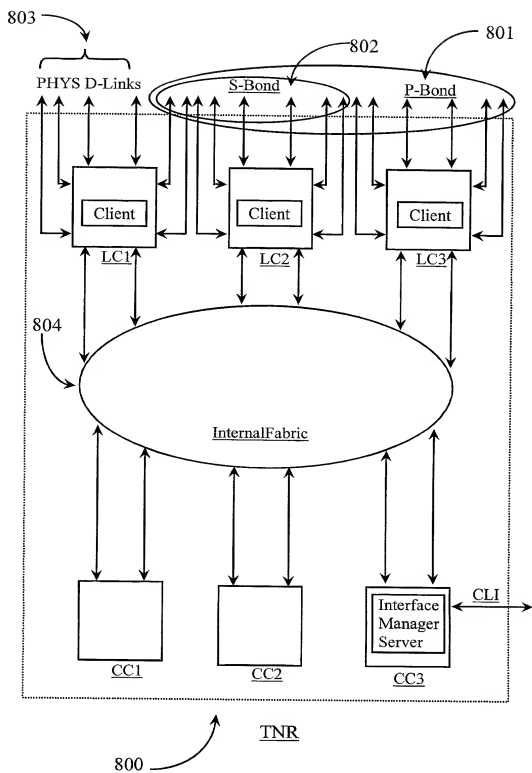 803
802
801
PHYS D-Links
S-Bond
P-Bond
Client
Client
Client
LC1
LC2
LC3
804
InternalFabric
Interface
Manager
Server
CLI
CC1
CC2
CC3
800
TNR